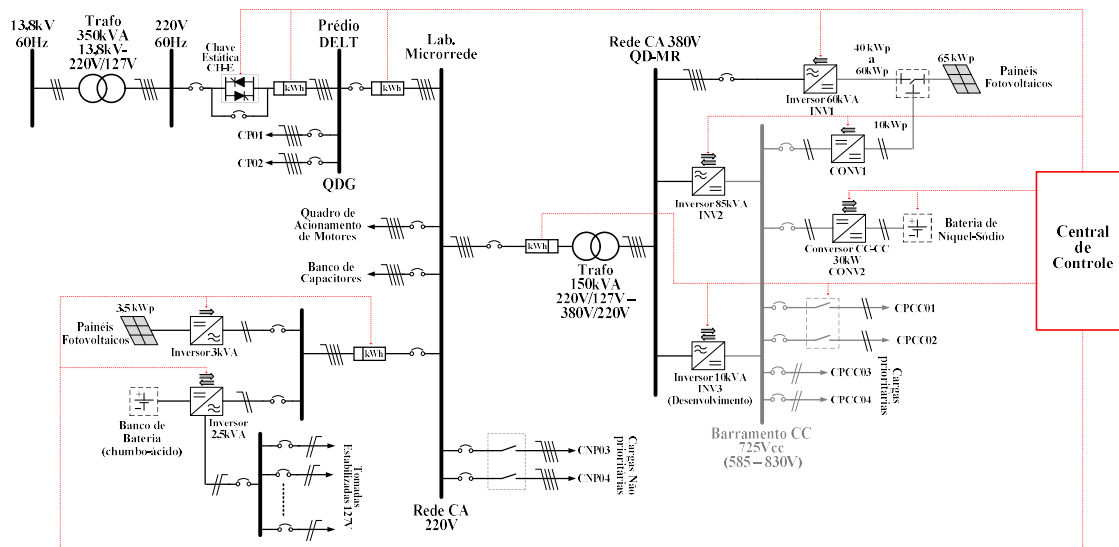 13,8kV
60Hz
Trafo
350kVA
13,8kV-
220V/127V
220V
60Hz
Chave
Estática
CH-E
kWh
Prédio
DELT
kWh
Lab.
Microrrede
CP01
CP02
QDG
Quadro de
Acionamento
de Motores
Banco de
Capacitores
kWh
Trafo
150kVA
220V/127V–
380V/220V
Rede CA 380V
QD-MR
Inversor 60kVA
INV1
40 kWp
a
60kWp
65 kWp
Painéis
Fotovoltaicos
10kWp
CONV1
Inversor 85kVA
INV2
Conversor CC-CC
30kW
CONV2
Bateria de
Níquel-Sódio
Central
de
Controle
CPCC01
CPCC02
CPCC03
CPCC04
Cargas
prioritárias
Inversor 10kVA
INV3
(Desenvolvimento)
Barramento CC
725Vcc
(585–830V)
3,5 kWp
Painéis
Fotovoltaicos
Inversor 3kVA
kWh
Banco de
Bateria
(chumbo-ácido)
Inversor
2,5kVA
Tomadas
Estabilizadas 127V
CNP03
CNP04
Cargas Não
prioritárias
Rede CA
220V